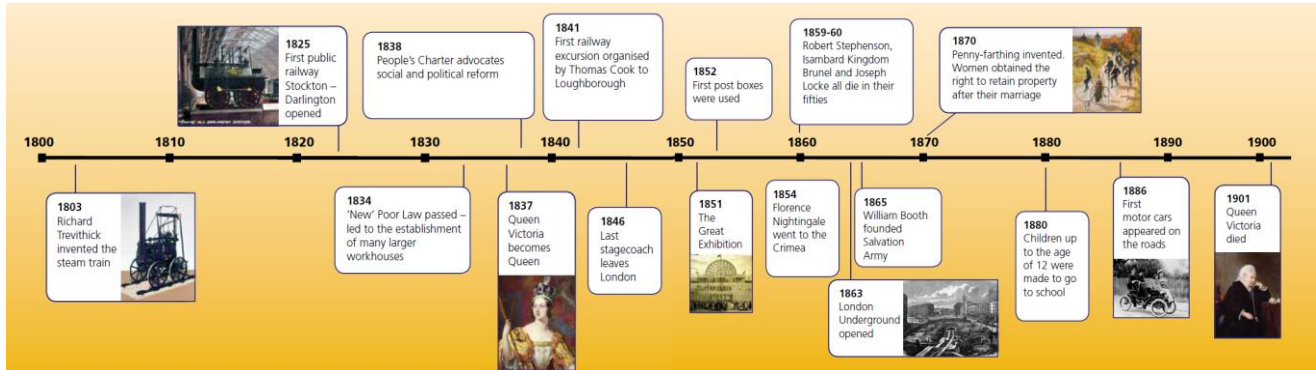 1825
First public
railway
Stockton –
Darlington
opened
1838
People's Charter advocates
social and political reform
1841
First railway
excursion organised
by Thomas Cook to
Loughborough
1852
First post boxes
were used
1859-60
Robert Stephenson,
Isambard Kingdom
Brunel and Joseph
Locke all die in their
fifties
1870
Penny-farthing invented.
Women obtained the
right to retain property
after their marriage
1800
1810
1820
1830
1840
1850
1860
1870
1880
1890
1900
1803
Richard
Trevithick
invented the
steam train
1834
'New' Poor Law passed –
led to the establishment
of many larger
workhouses
1837
Queen
Victoria
becomes
Queen
1846
Last
stagecoach
leaves
London
1851
The
Great
Exhibition
1854
Florence
Nightingale
went to the
Crimea
1865
William Booth
founded
Salvation
Army
1863
London
Underground
opened
1880
Children up
to the age
of 12 were
made to go
to school
1886
First
motor cars
appeared on
the roads
1901
Queen
Victoria
died